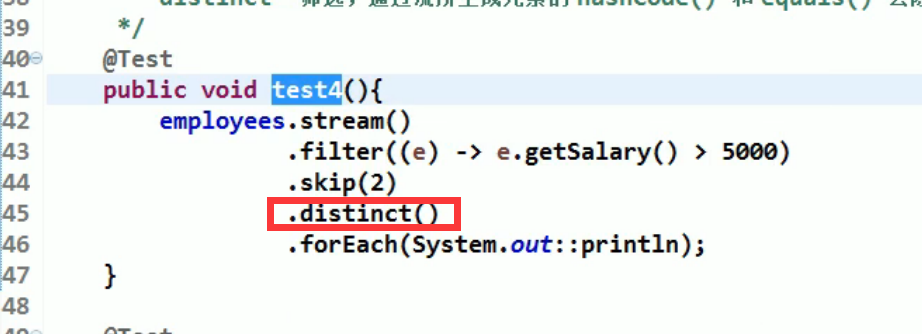 38 distinct 筛选，通过流所生成元素的 hashCode() 和 equals() 去除
39 */
40 @Test
41 public void test4(){
42 employees.stream()
43 .filter((e) -> e.getSalary() > 5000)
44 .skip(2)
45 .distinct()
46 .forEach(System.out::println);
47 }
48
49 @Test